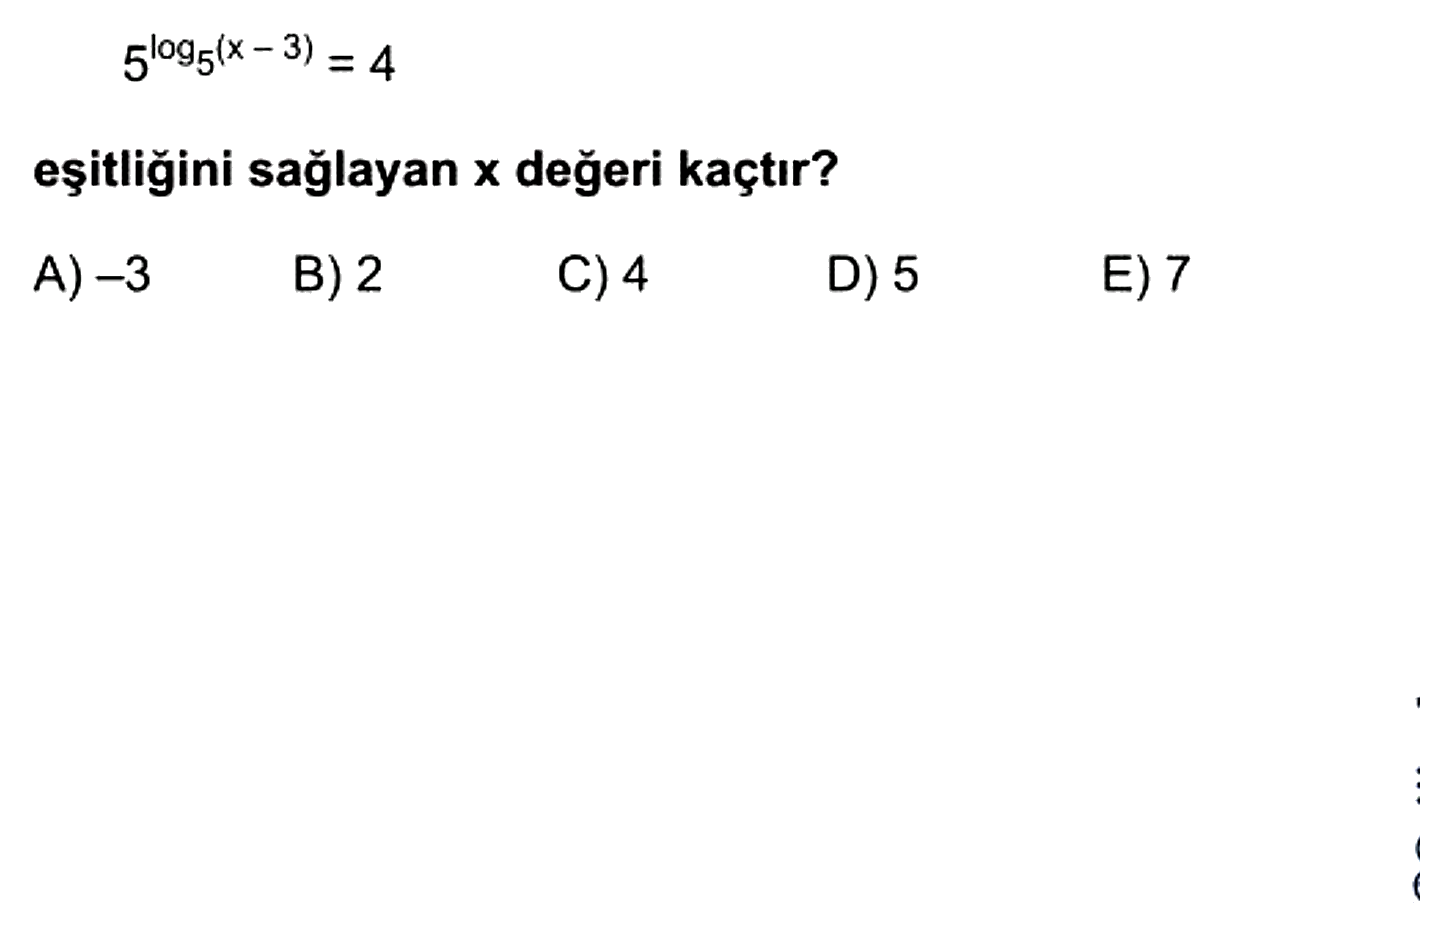 5^log₅(x – 3) = 4
eşitliğini sağlayan x değeri kaçtır?
A) –3 B) 2 C) 4 D) 5 E) 7